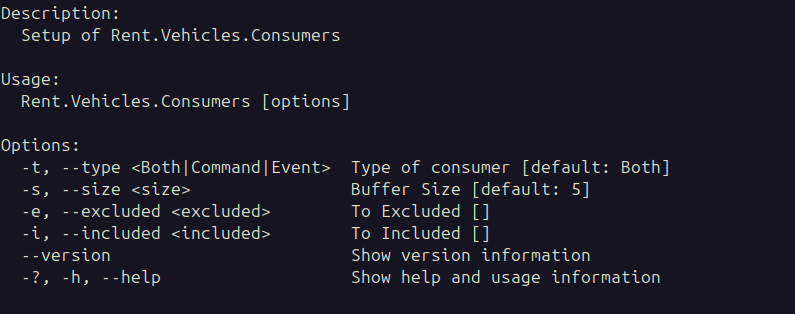 Description:
  Setup of Rent.Vehicles.Consumers

Usage:
  Rent.Vehicles.Consumers [options]

Options:
  -t, --type <Both|Command|Event>  Type of consumer [default: Both]
  -s, --size <size>                Buffer Size [default: 5]
  -e, --excluded <excluded>        To Excluded []
  -i, --included <included>        To Included []
  --version                        Show version information
  -?, -h, --help                   Show help and usage information